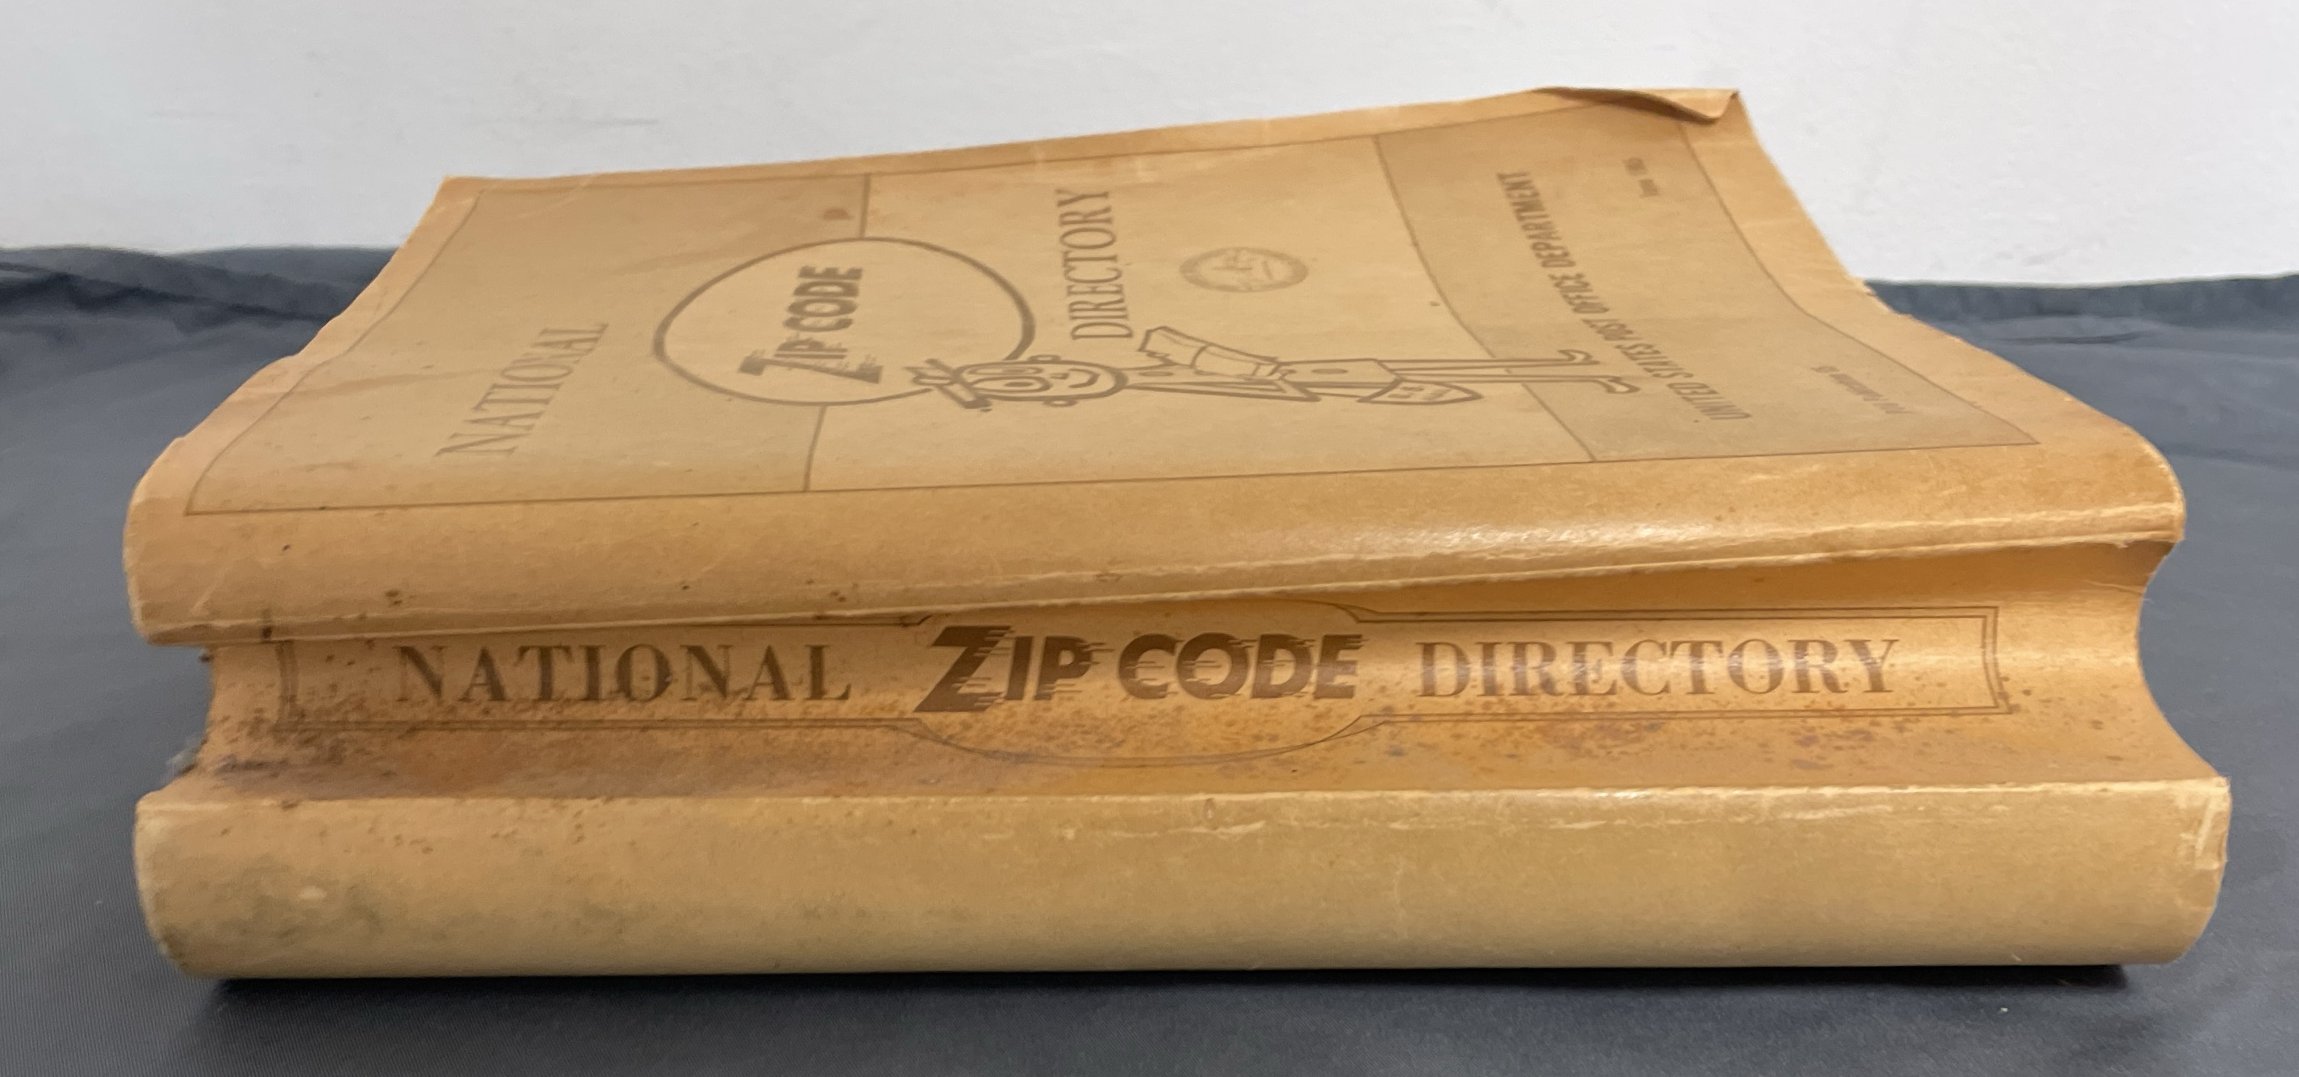 NATIONAL
ZIP CODE
DIRECTORY
UNITED STATES POST OFFICE DEPARTMENT
NATIONAL ZIP CODE DIRECTORY